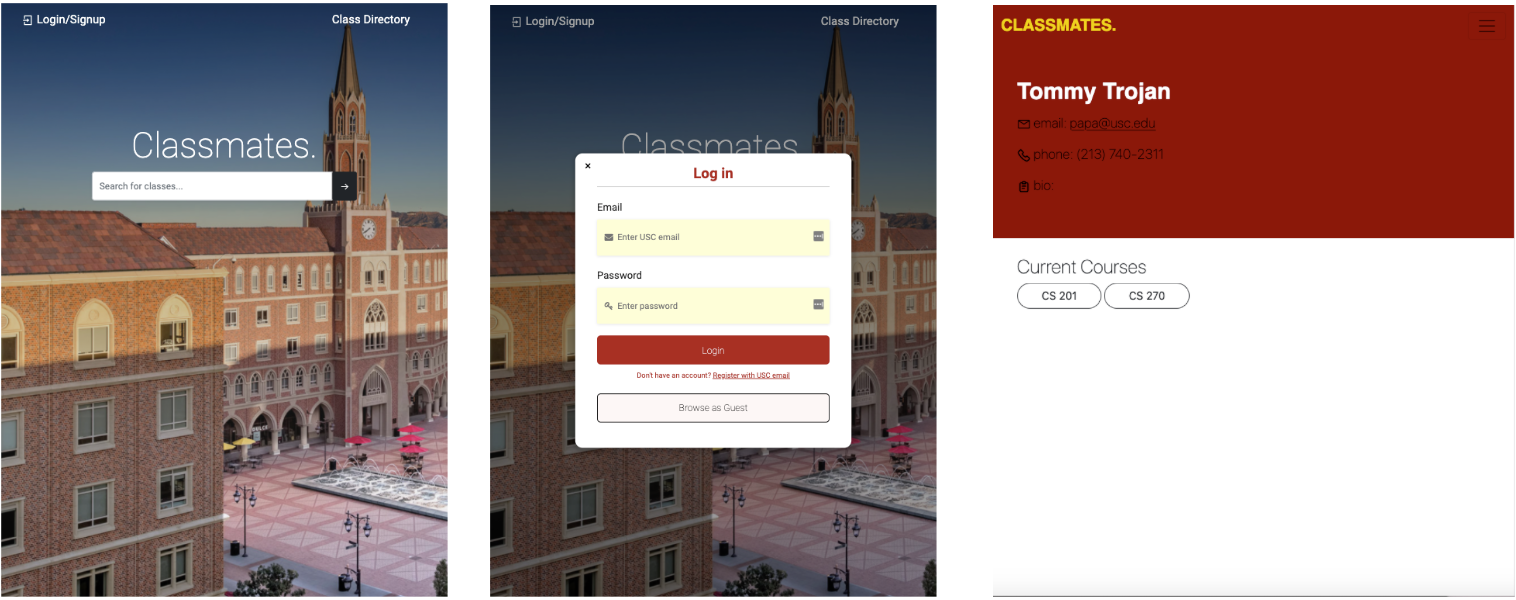 Login/Signup
Class Directory
Classmates.
Search for classes...
Login/Signup
Class Directory
Classmates
Log in
Email
Enter USC email
Password
Enter password
Login
Don't have an account? Register with USC email
Browse as Guest
CLASSMATES.
Tommy Trojan
email: papa@usc.edu
phone: (213) 740-2311
bio:
Current Courses
CS 201
CS 270